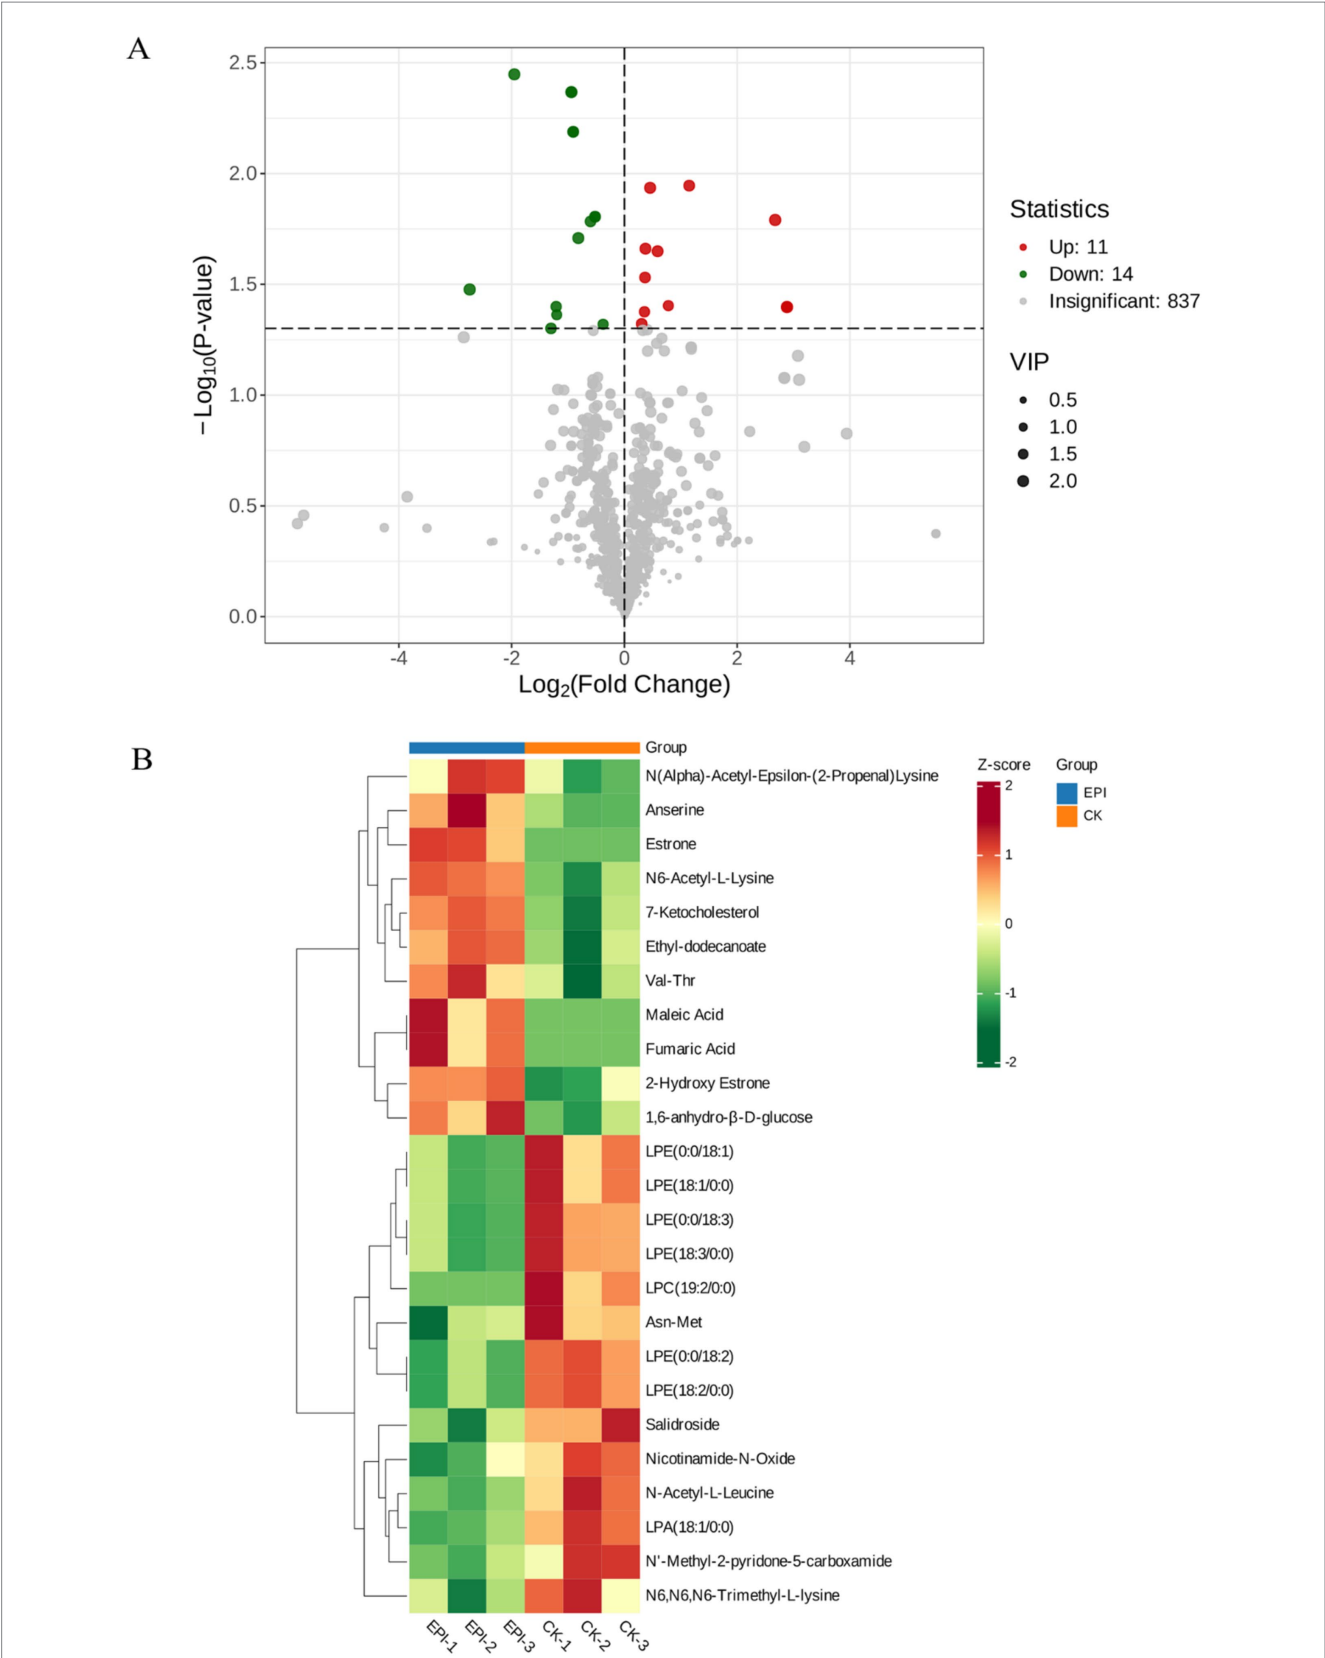 A
2.5
2.0
1.5
1.0
0.5
0.0
−Log10(P-value)
-4 -2 0 2 4
Log2(Fold Change)
Statistics
Up: 11
Down: 14
Insignificant: 837
VIP
0.5
1.0
1.5
2.0
B
Group
N(Alpha)-Acetyl-Epsilon-(2-Propenal)Lysine
Anserine
Estrone
N6-Acetyl-L-Lysine
7-Ketocholesterol
Ethyl-dodecanoate
Val-Thr
Maleic Acid
Fumaric Acid
2-Hydroxy Estrone
1,6-anhydro-β-D-glucose
LPE(0:0/18:1)
LPE(18:1/0:0)
LPE(0:0/18:3)
LPE(18:3/0:0)
LPC(19:2/0:0)
Asn-Met
LPE(0:0/18:2)
LPE(18:2/0:0)
Salidroside
Nicotinamide-N-Oxide
N-Acetyl-L-Leucine
LPA(18:1/0:0)
N'-Methyl-2-pyridone-5-carboxamide
N6,N6,N6-Trimethyl-L-lysine
EPI-1 EPI-2 EPI-3 CK-1 CK-2 CK-3
Z-score
2
1
0
-1
-2
Group
EPI
CK